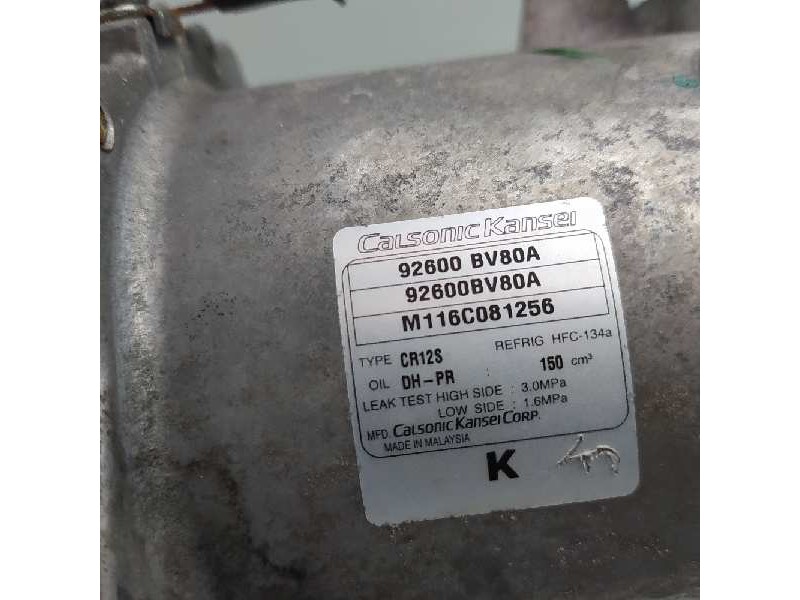 Calsonic Kansei
92600 BV80A
92600BV80A
M116C081256
TYPE CR12S REFRIG HFC-134a
OIL DH-PR : 150 cm³
LEAK TEST HIGH SIDE : 3.0MPa
LOW SIDE : 1.6MPa
MFD. CALSONIC KANSEI CORP.
MADE IN MALAYSIA
K